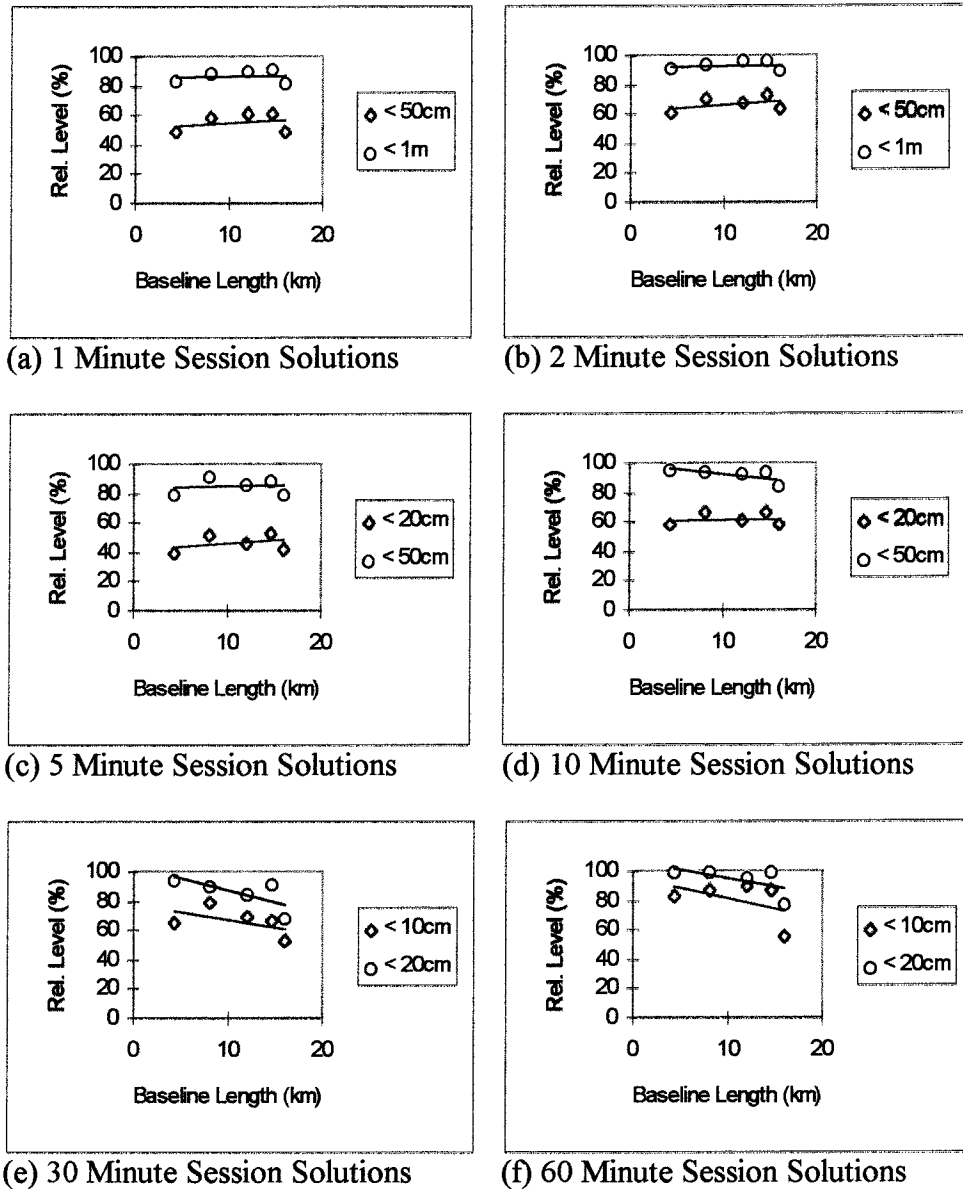 Rel. Level (%)
100
80
60
40
20
0
0 10 20
Baseline Length (km)
< 50cm
< 1m
(a) 1 Minute Session Solutions
Rel. Level (%)
100
80
60
40
20
0
0 10 20
Baseline Length (km)
< 50cm
< 1m
(b) 2 Minute Session Solutions
Rel. Level (%)
100
80
60
40
20
0
0 10 20
Baseline Length (km)
< 20cm
< 50cm
(c) 5 Minute Session Solutions
Rel. Level (%)
100
80
60
40
20
0
0 10 20
Baseline Length (km)
< 20cm
< 50cm
(d) 10 Minute Session Solutions
Rel. Level (%)
100
80
60
40
20
0
0 10 20
Baseline Length (km)
< 10cm
< 20cm
(e) 30 Minute Session Solutions
Rel. Level (%)
100
80
60
40
20
0
0 10 20
Baseline Length (km)
< 10cm
< 20cm
(f) 60 Minute Session Solutions